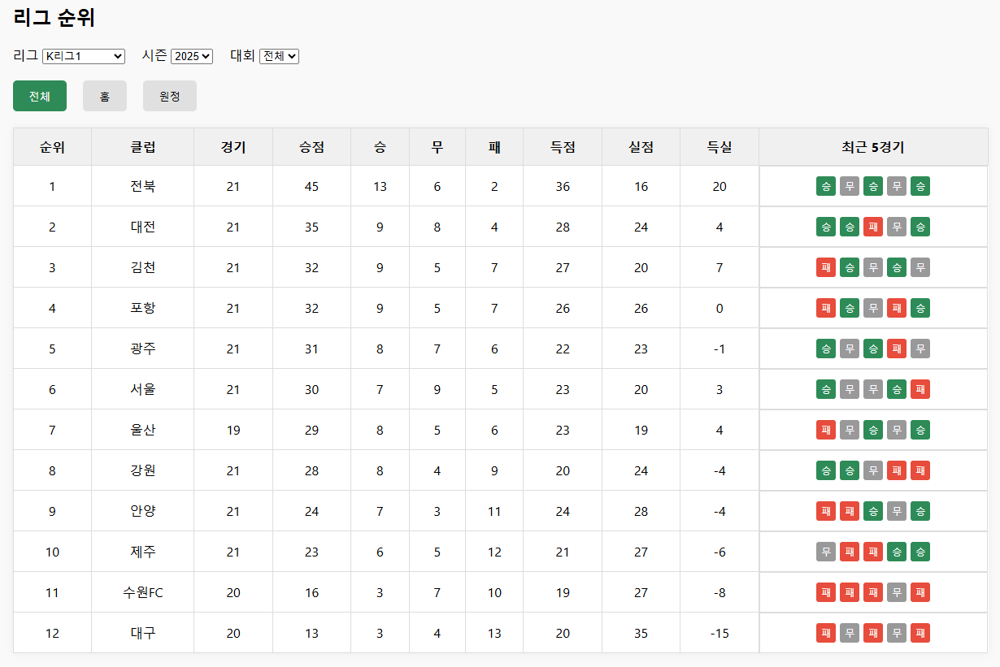 리그 순위
리그 K리그1 시즌 2025 대회 전체
전체 홈 원정
순위 클럽 경기 승점 승 무 패 득점 실점 득실 최근 5경기
1 전북 21 45 13 6 2 36 16 20 승 무 승 무 승
2 대전 21 35 9 8 4 28 24 4 승 승 패 무 승
3 김천 21 32 9 5 7 27 20 7 패 승 무 승 무
4 포항 21 32 9 5 7 26 26 0 패 승 무 패 승
5 광주 21 31 8 7 6 22 23 -1 승 무 승 패 무
6 서울 21 30 7 9 5 23 20 3 승 무 무 승 패
7 울산 19 29 8 5 6 23 19 4 패 무 승 무 승
8 강원 21 28 8 4 9 20 24 -4 승 승 무 패 패
9 안양 21 24 7 3 11 24 28 -4 패 패 승 무 승
10 제주 21 23 6 5 12 21 27 -6 무 패 패 승 승
11 수원FC 20 16 3 7 10 19 27 -8 패 패 패 무 패
12 대구 20 13 3 4 13 20 35 -15 패 무 패 무 패